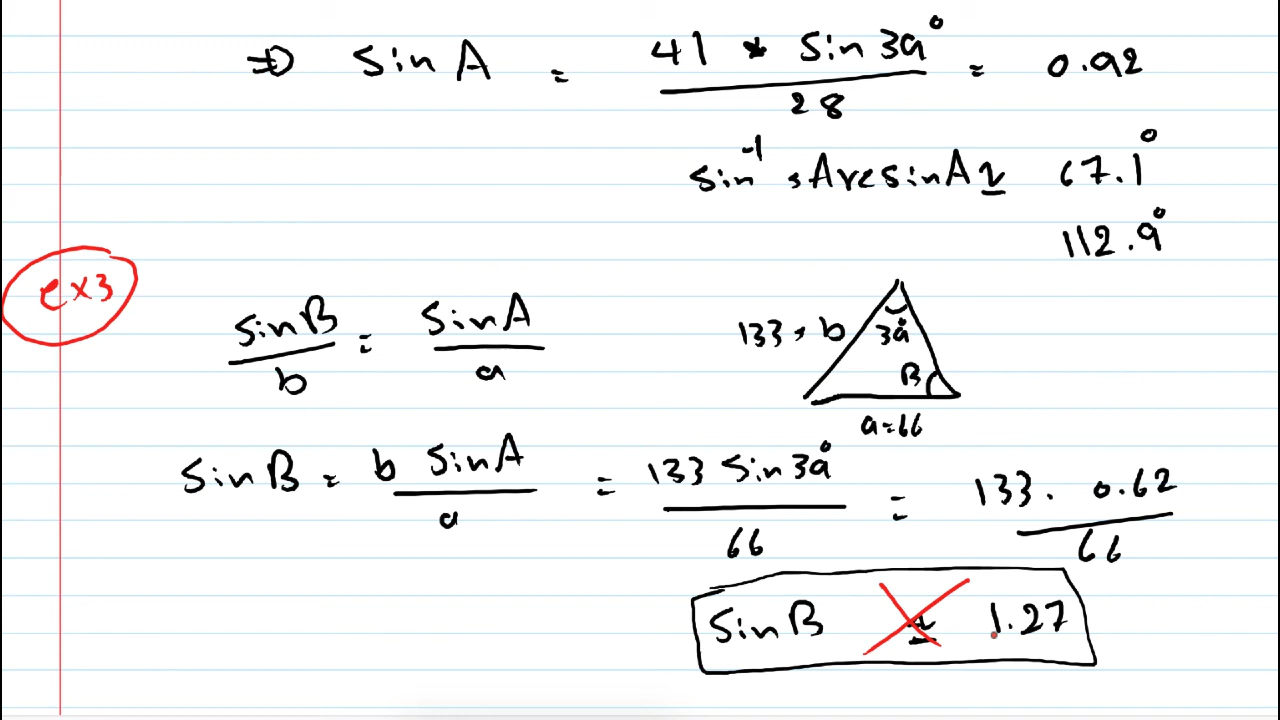 ⇒ sin A = 41 * sin 39° / 28 = 0.92
sin⁻¹, Arcsin A ≈ 67.1°
112.9°
ex3
sin B / b = sin A / a
133 = b
39°
B
a = 66
sin B = b sin A / a = 133 sin 39° / 66 = 133 . 0.62 / 66
sin B ≈ 1.27